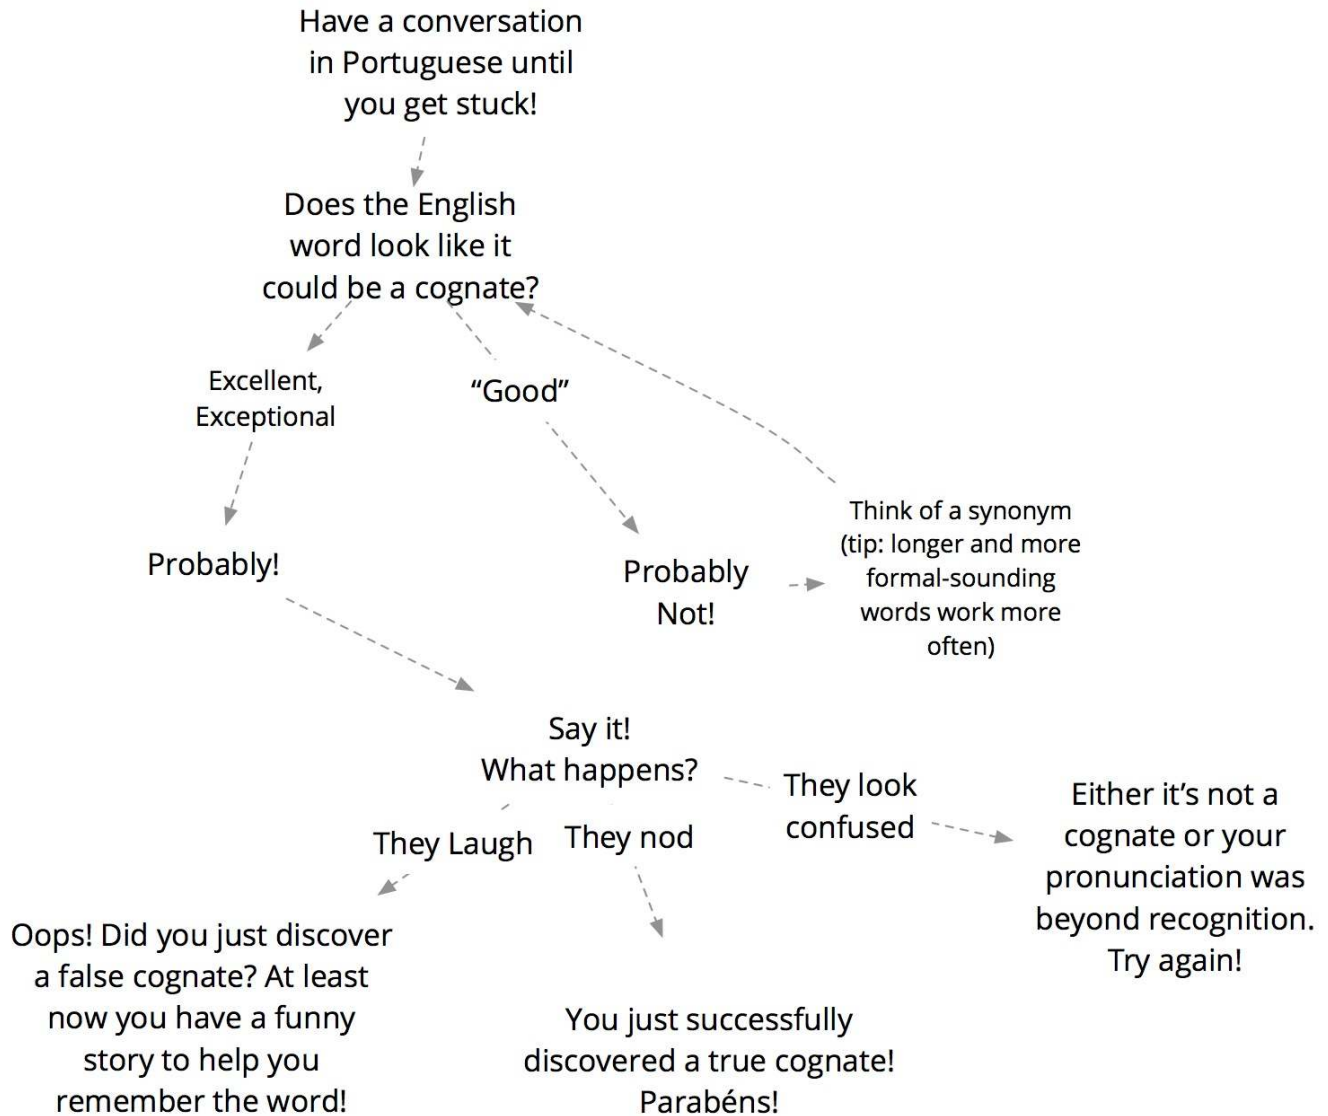 Have a conversation
in Portuguese until
you get stuck!
Does the English
word look like it
could be a cognate?
Excellent,
Exceptional
“Good”
Probably!
Probably
Not!
Think of a synonym
(tip: longer and more
formal-sounding
words work more
often)
Say it!
What happens?
They Laugh
They nod
They look
confused
Either it’s not a
cognate or your
pronunciation was
beyond recognition.
Try again!
Oops! Did you just discover
a false cognate? At least
now you have a funny
story to help you
remember the word!
You just successfully
discovered a true cognate!
Parabéns!